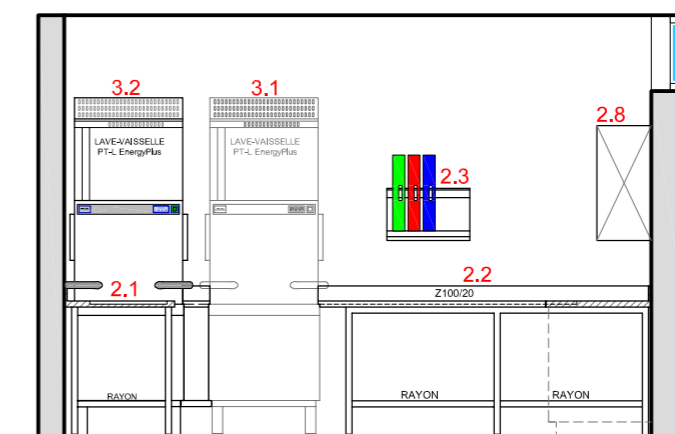 3.2
3.1
LAVE-VAISSELLE
PT-L EnergyPlus
LAVE-VAISSELLE
PT-L EnergyPlus
2.8
2.3
2.1
2.2
Z100/20
RAYON
RAYON
RAYON